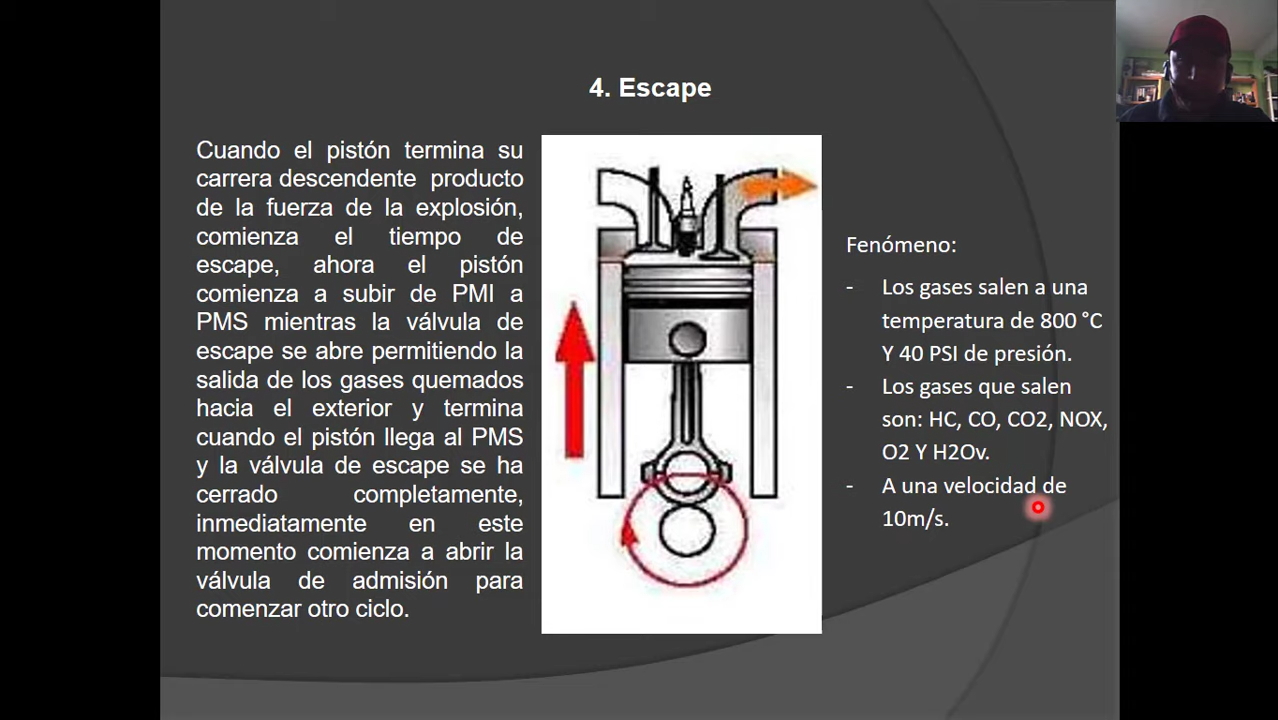 4. Escape
Cuando el pistón termina su
carrera descendente producto
de la fuerza de la explosión,
comienza el tiempo de
escape, ahora el pistón
comienza a subir de PMI a
PMS mientras la válvula de
escape se abre permitiendo la
salida de los gases quemados
hacia el exterior y termina
cuando el pistón llega al PMS
y la válvula de escape se ha
cerrado completamente,
inmediatamente en este
momento comienza a abrir la
válvula de admisión para
comenzar otro ciclo.
Fenómeno:
- Los gases salen a una
temperatura de 800 °C
Y 40 PSI de presión.
- Los gases que salen
son: HC, CO, CO2, NOX,
O2 Y H2Ov.
- A una velocidad de
10m/s.